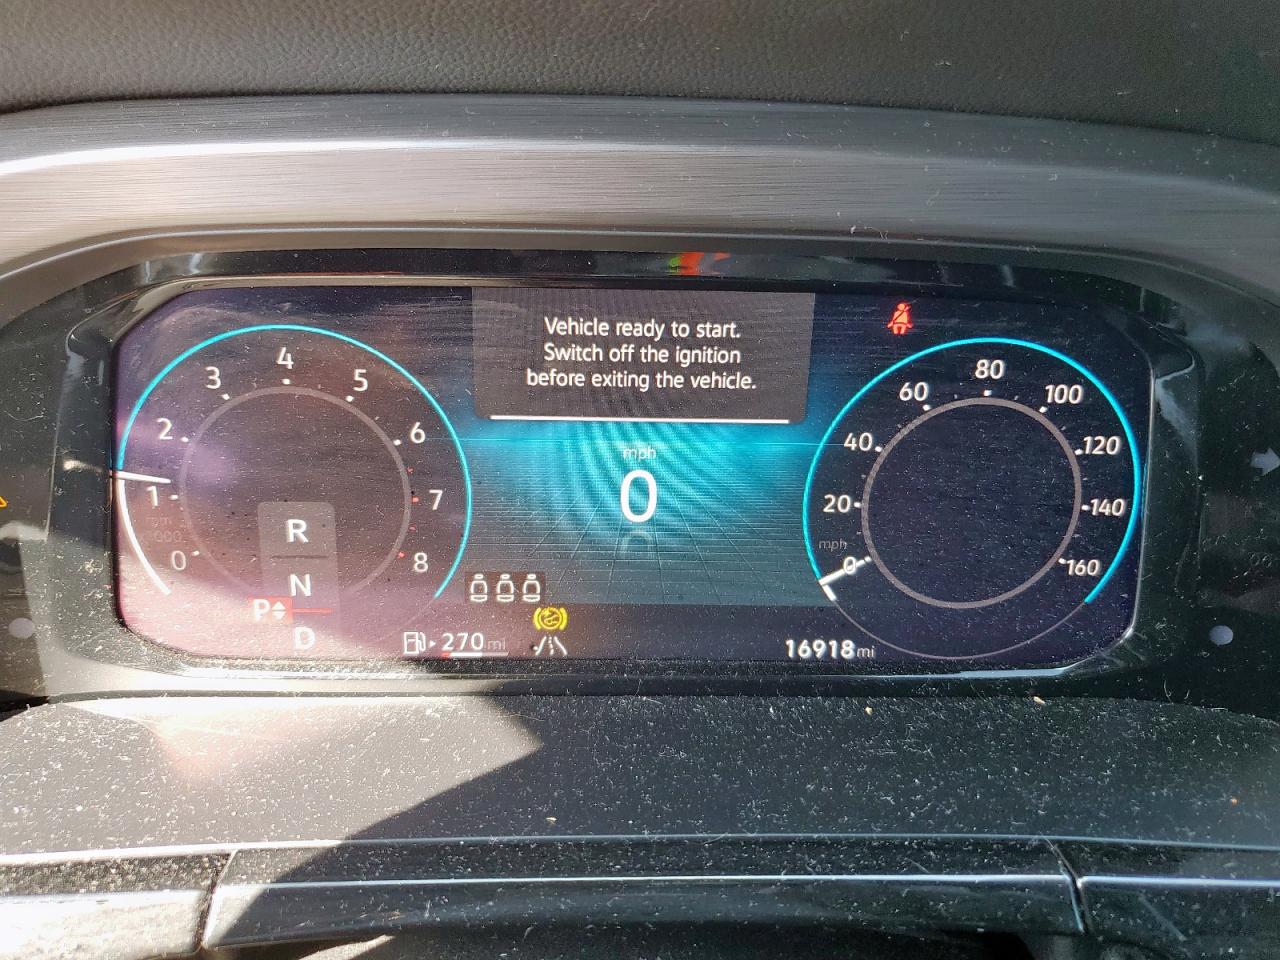 Vehicle ready to start.
Switch off the ignition
before exiting the vehicle.
mph
0
0
1
2
3
4
5
6
7
8
R
N
P
D
270 mi
16918 mi
mph
0
20
40
60
80
100
120
140
160